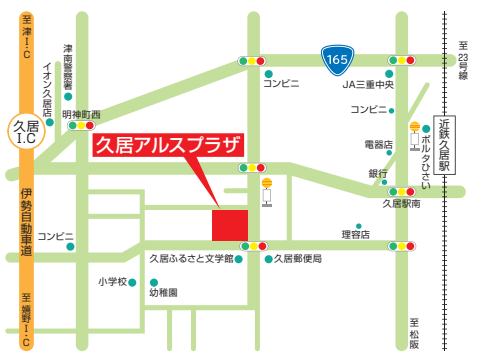 至 津I・C
津南警察署
イオン久居店
明神町西
久居
I.C
伊勢自動車道
至 嬉野I・C
久居アルスプラザ
165
コンビニ
JA三重中央
至 23号線
コンビニ
電器店
銀行
ポルタひさい
近鉄久居駅
久居駅南
理容店
コンビニ
久居ふるさと文学館
久居郵便局
小学校
幼稚園
至 松阪